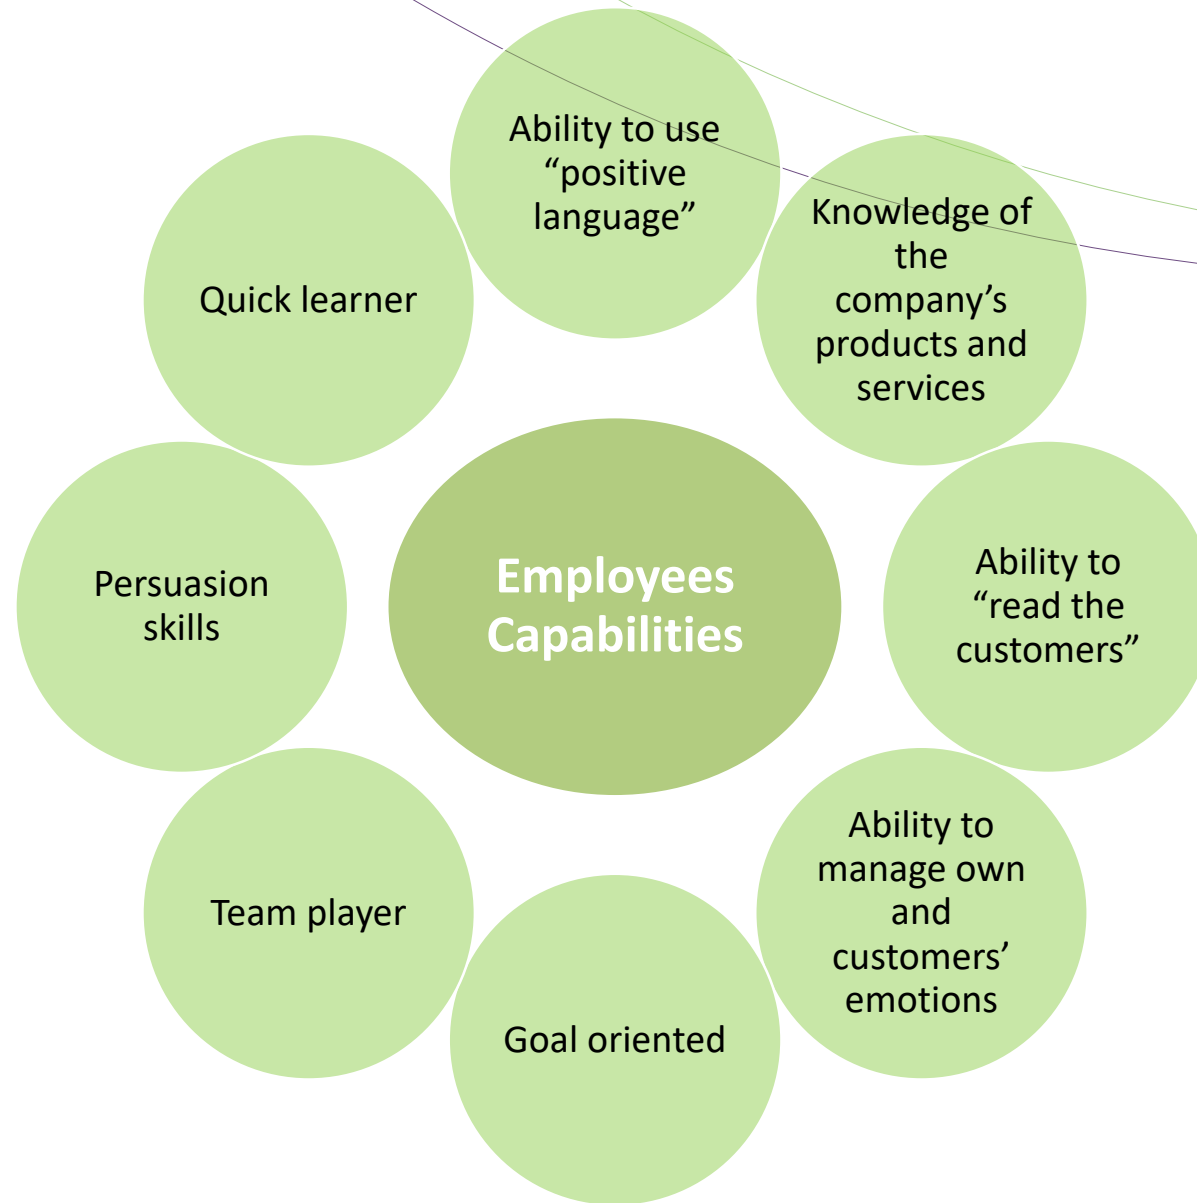 Ability to use
“positive
language”
Knowledge of
the
company’s
products and
services
Ability to
“read the
customers”
Ability to
manage own
and
customers’
emotions
Goal oriented
Team player
Persuasion
skills
Quick learner
Employees
Capabilities